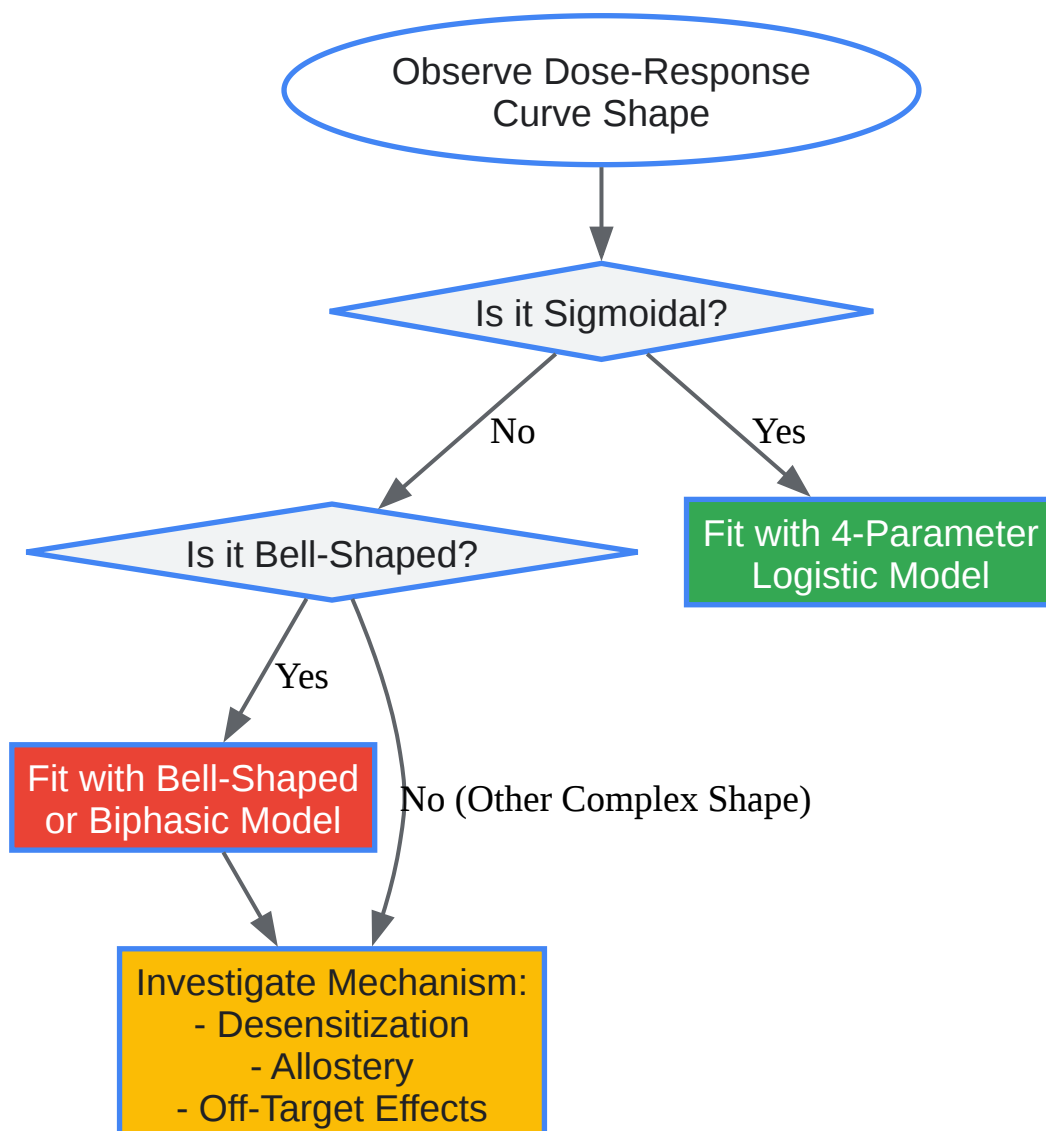 Observe Dose-Response
Curve Shape
Is it Sigmoidal?
No
Yes
Is it Bell-Shaped?
Fit with 4-Parameter
Logistic Model
Yes
Fit with Bell-Shaped
or Biphasic Model
No (Other Complex Shape)
Investigate Mechanism:
- Desensitization
- Allostery
- Off-Target Effects